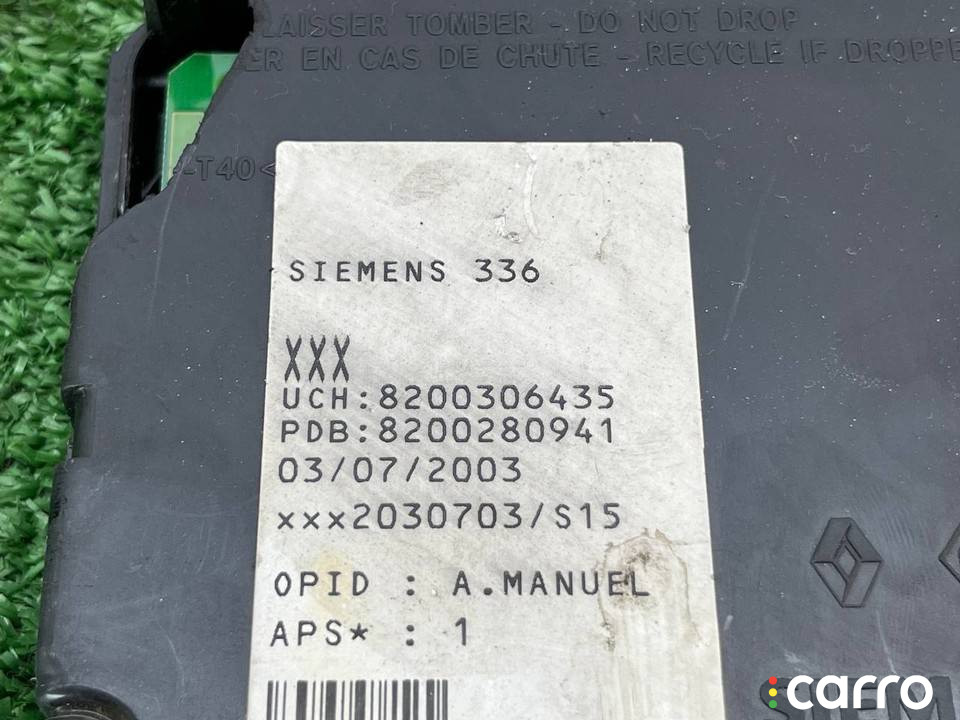 LAISSER TOMBER - DO NOT DROP
ER EN CAS DE CHUTE - RECYCLE IF DROPPE
-T40<
SIEMENS 336
XXX
UCH:8200306435
PDB:8200280941
03/07/2003
xxx2030703/S15
OPID : A.MANUEL
APS* : 1
carro